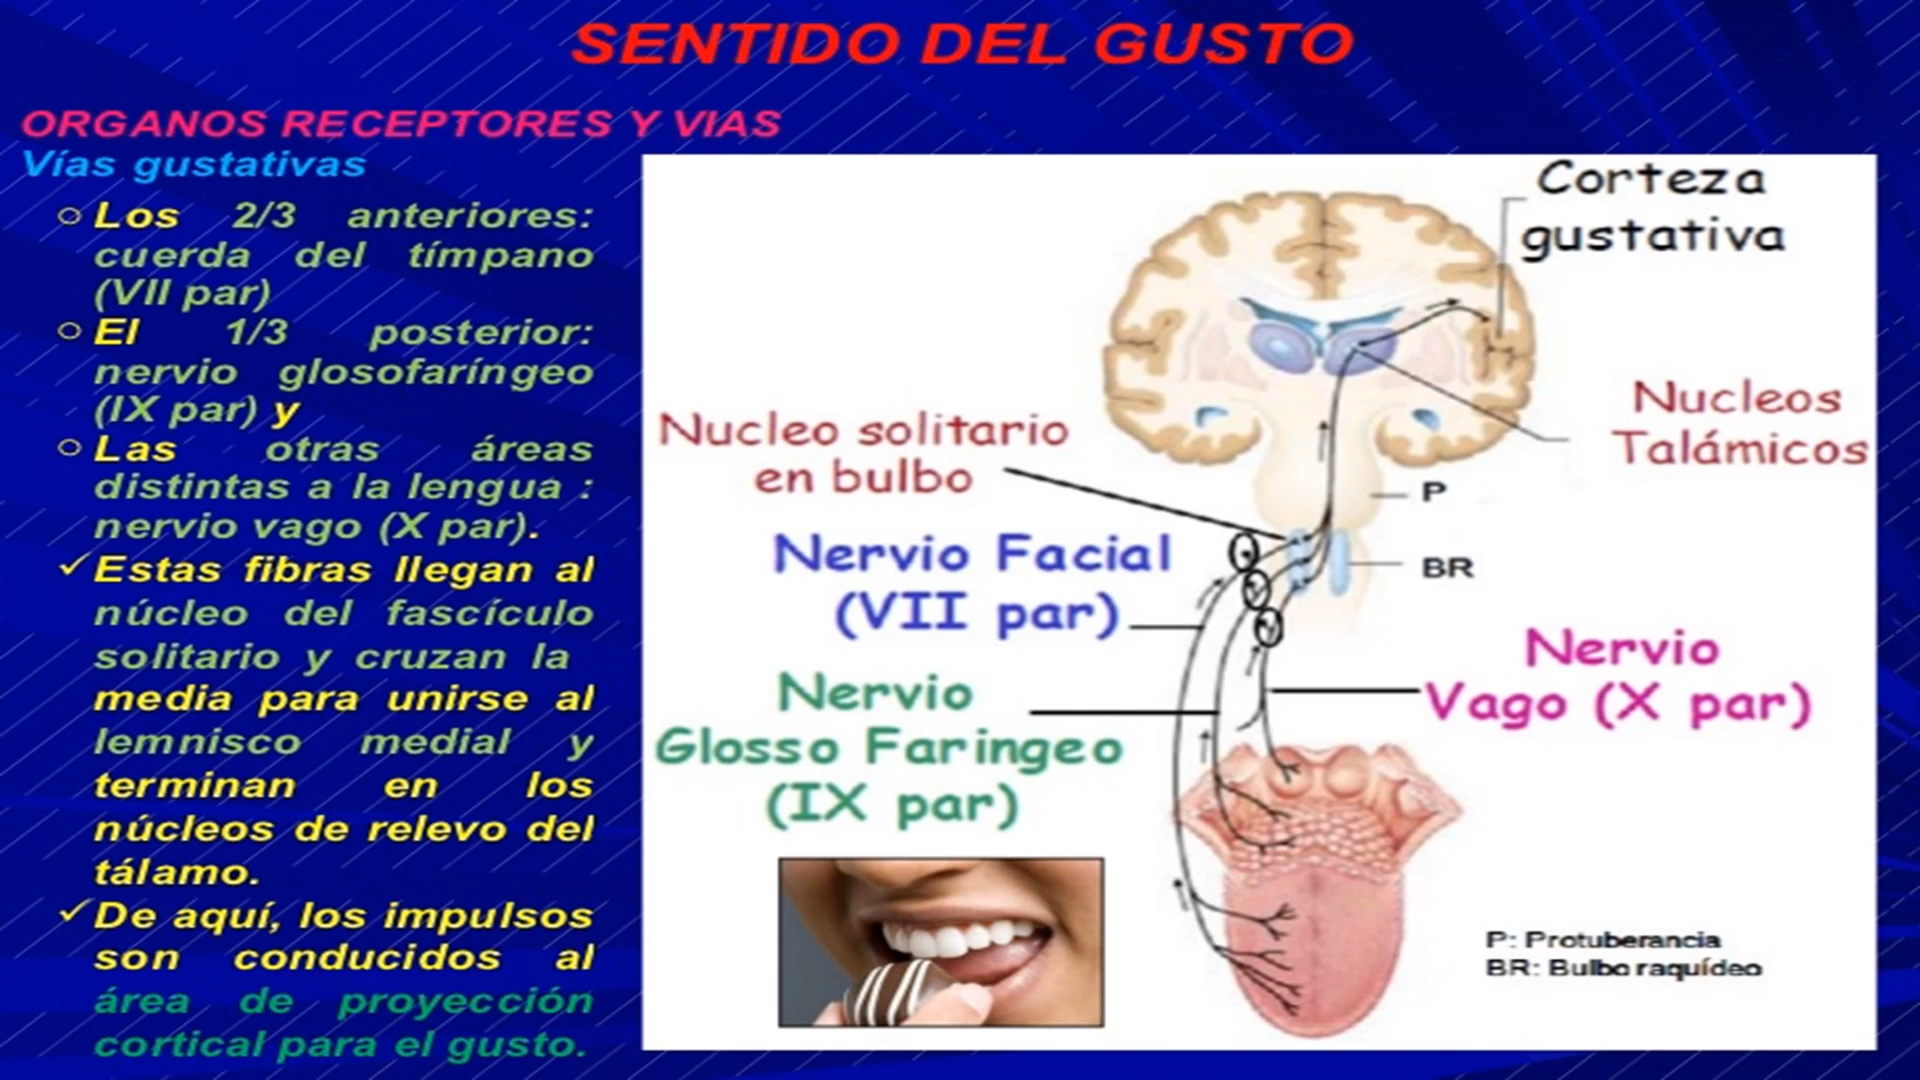 SENTIDO DEL GUSTO
ORGANOS RECEPTORES Y VIAS
Vías gustativas
Los 2/3 anteriores:
cuerda del tímpano
(VII par)
El 1/3 posterior:
nervio glosofaríngeo
(IX par) y
Las otras áreas
distintas a la lengua :
nervio vago (X par).
Estas fibras llegan al
núcleo del fascículo
solitario y cruzan la
media para unirse al
lemnisco medial y
terminan en los
núcleos de relevo del
tálamo.
De aquí, los impulsos
son conducidos al
área de proyección
cortical para el gusto.
Corteza
gustativa
Nucleo solitario
en bulbo
Nucleos
Talámicos
P
BR
Nervio Facial
(VII par)
Nervio
Vago (X par)
Nervio
Glosso Faringeo
(IX par)
P: Protuberancia
BR: Bulbo raquídeo